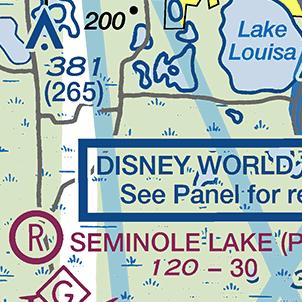 200
Lake
Louisa
381
(265)
DISNEY WORLD
See Panel for re
R
SEMINOLE LAKE (P
120 – 30
G